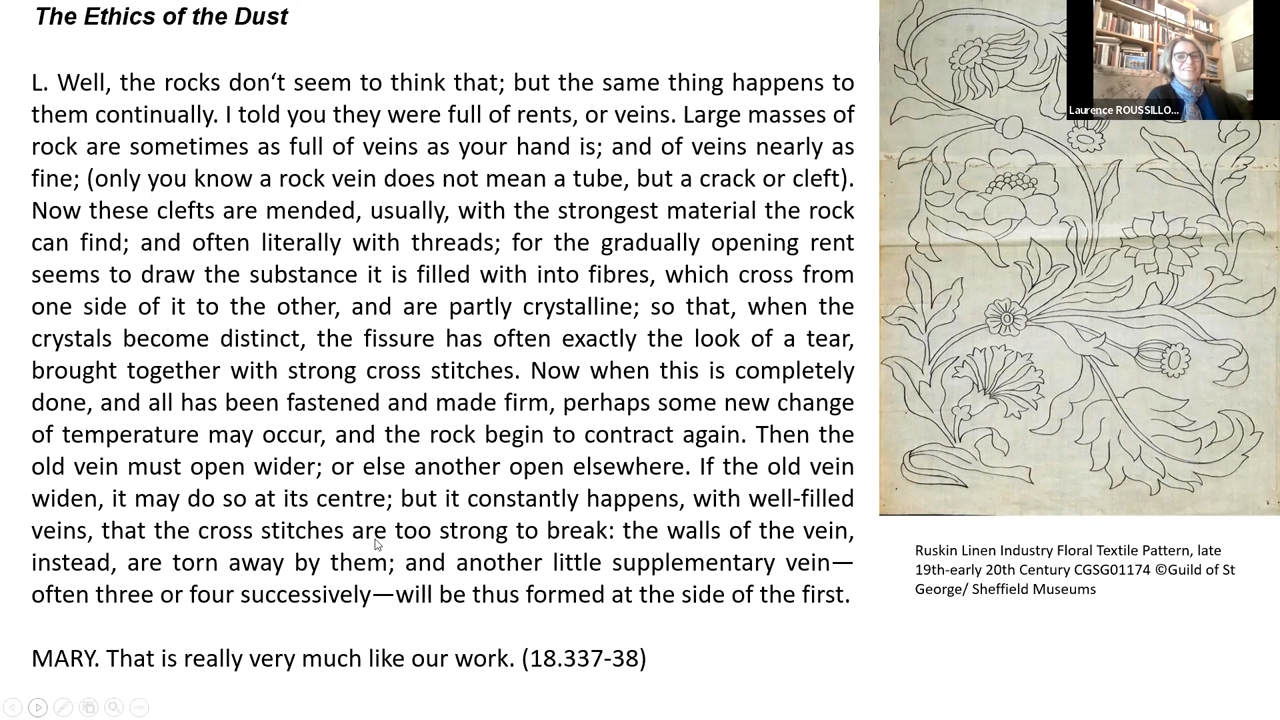 The Ethics of the Dust
L. Well, the rocks don‘t seem to think that; but the same thing happens to
them continually. I told you they were full of rents, or veins. Large masses of
rock are sometimes as full of veins as your hand is; and of veins nearly as
fine; (only you know a rock vein does not mean a tube, but a crack or cleft).
Now these clefts are mended, usually, with the strongest material the rock
can find; and often literally with threads; for the gradually opening rent
seems to draw the substance it is filled with into fibres, which cross from
one side of it to the other, and are partly crystalline; so that, when the
crystals become distinct, the fissure has often exactly the look of a tear,
brought together with strong cross stitches. Now when this is completely
done, and all has been fastened and made firm, perhaps some new change
of temperature may occur, and the rock begin to contract again. Then the
old vein must open wider; or else another open elsewhere. If the old vein
widen, it may do so at its centre; but it constantly happens, with well-filled
veins, that the cross stitches are too strong to break: the walls of the vein,
instead, are torn away by them; and another little supplementary vein—
often three or four successively—will be thus formed at the side of the first.
MARY. That is really very much like our work. (18.337-38)
Laurence ROUSSILLO...
Ruskin Linen Industry Floral Textile Pattern, late
19th-early 20th Century CGSG01174 ©Guild of St
George/ Sheffield Museums